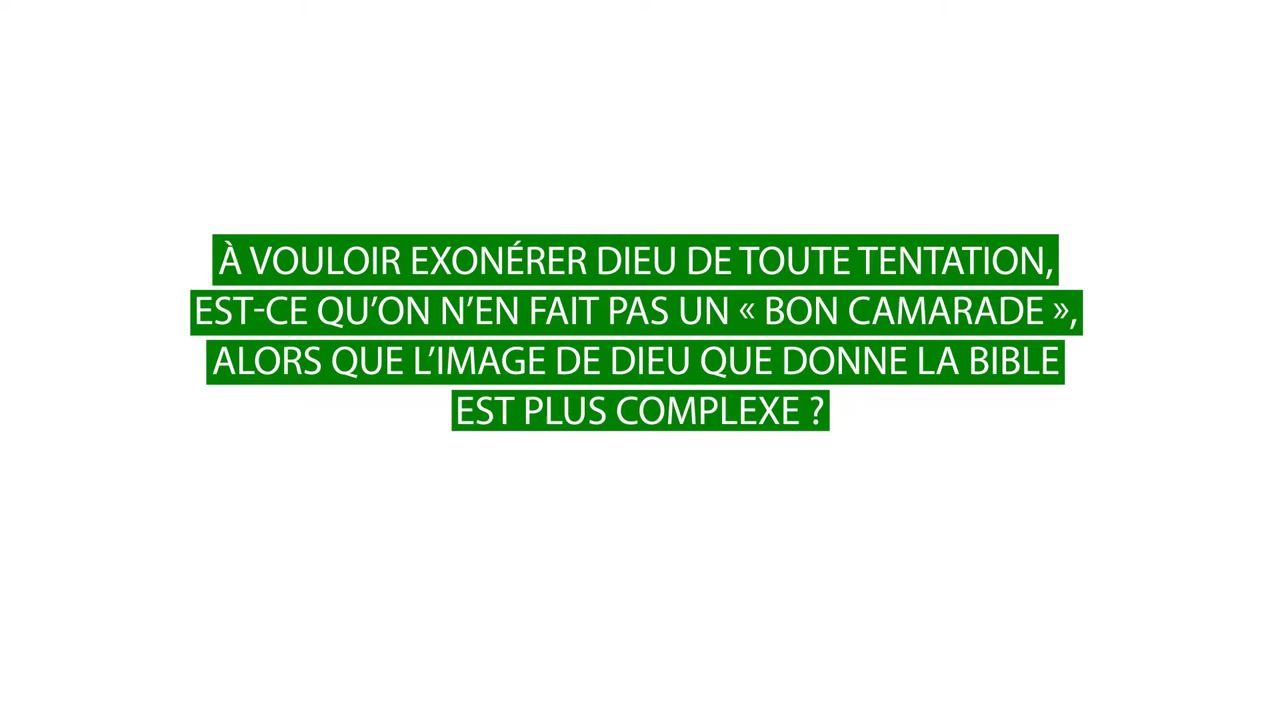 À VOULOIR EXONÉRER DIEU DE TOUTE TENTATION,
EST-CE QU’ON N’EN FAIT PAS UN « BON CAMARADE »,
ALORS QUE L’IMAGE DE DIEU QUE DONNE LA BIBLE
EST PLUS COMPLEXE ?